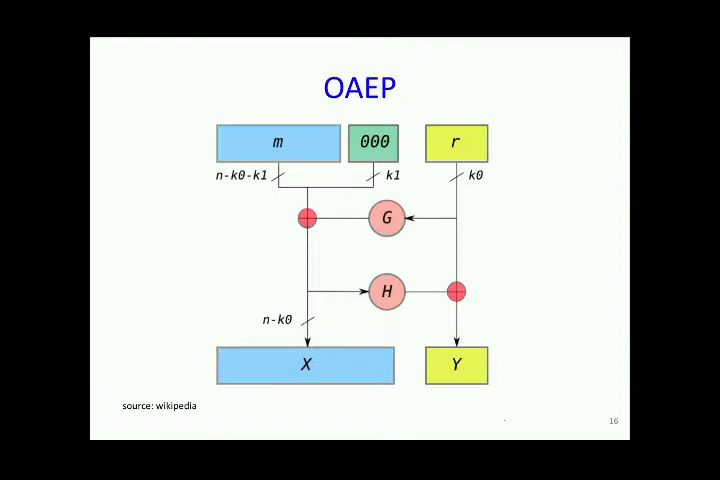 OAEP
m 000 r
n-k0-k1 k1 k0
G
H
n-k0
X Y
source: wikipedia
16